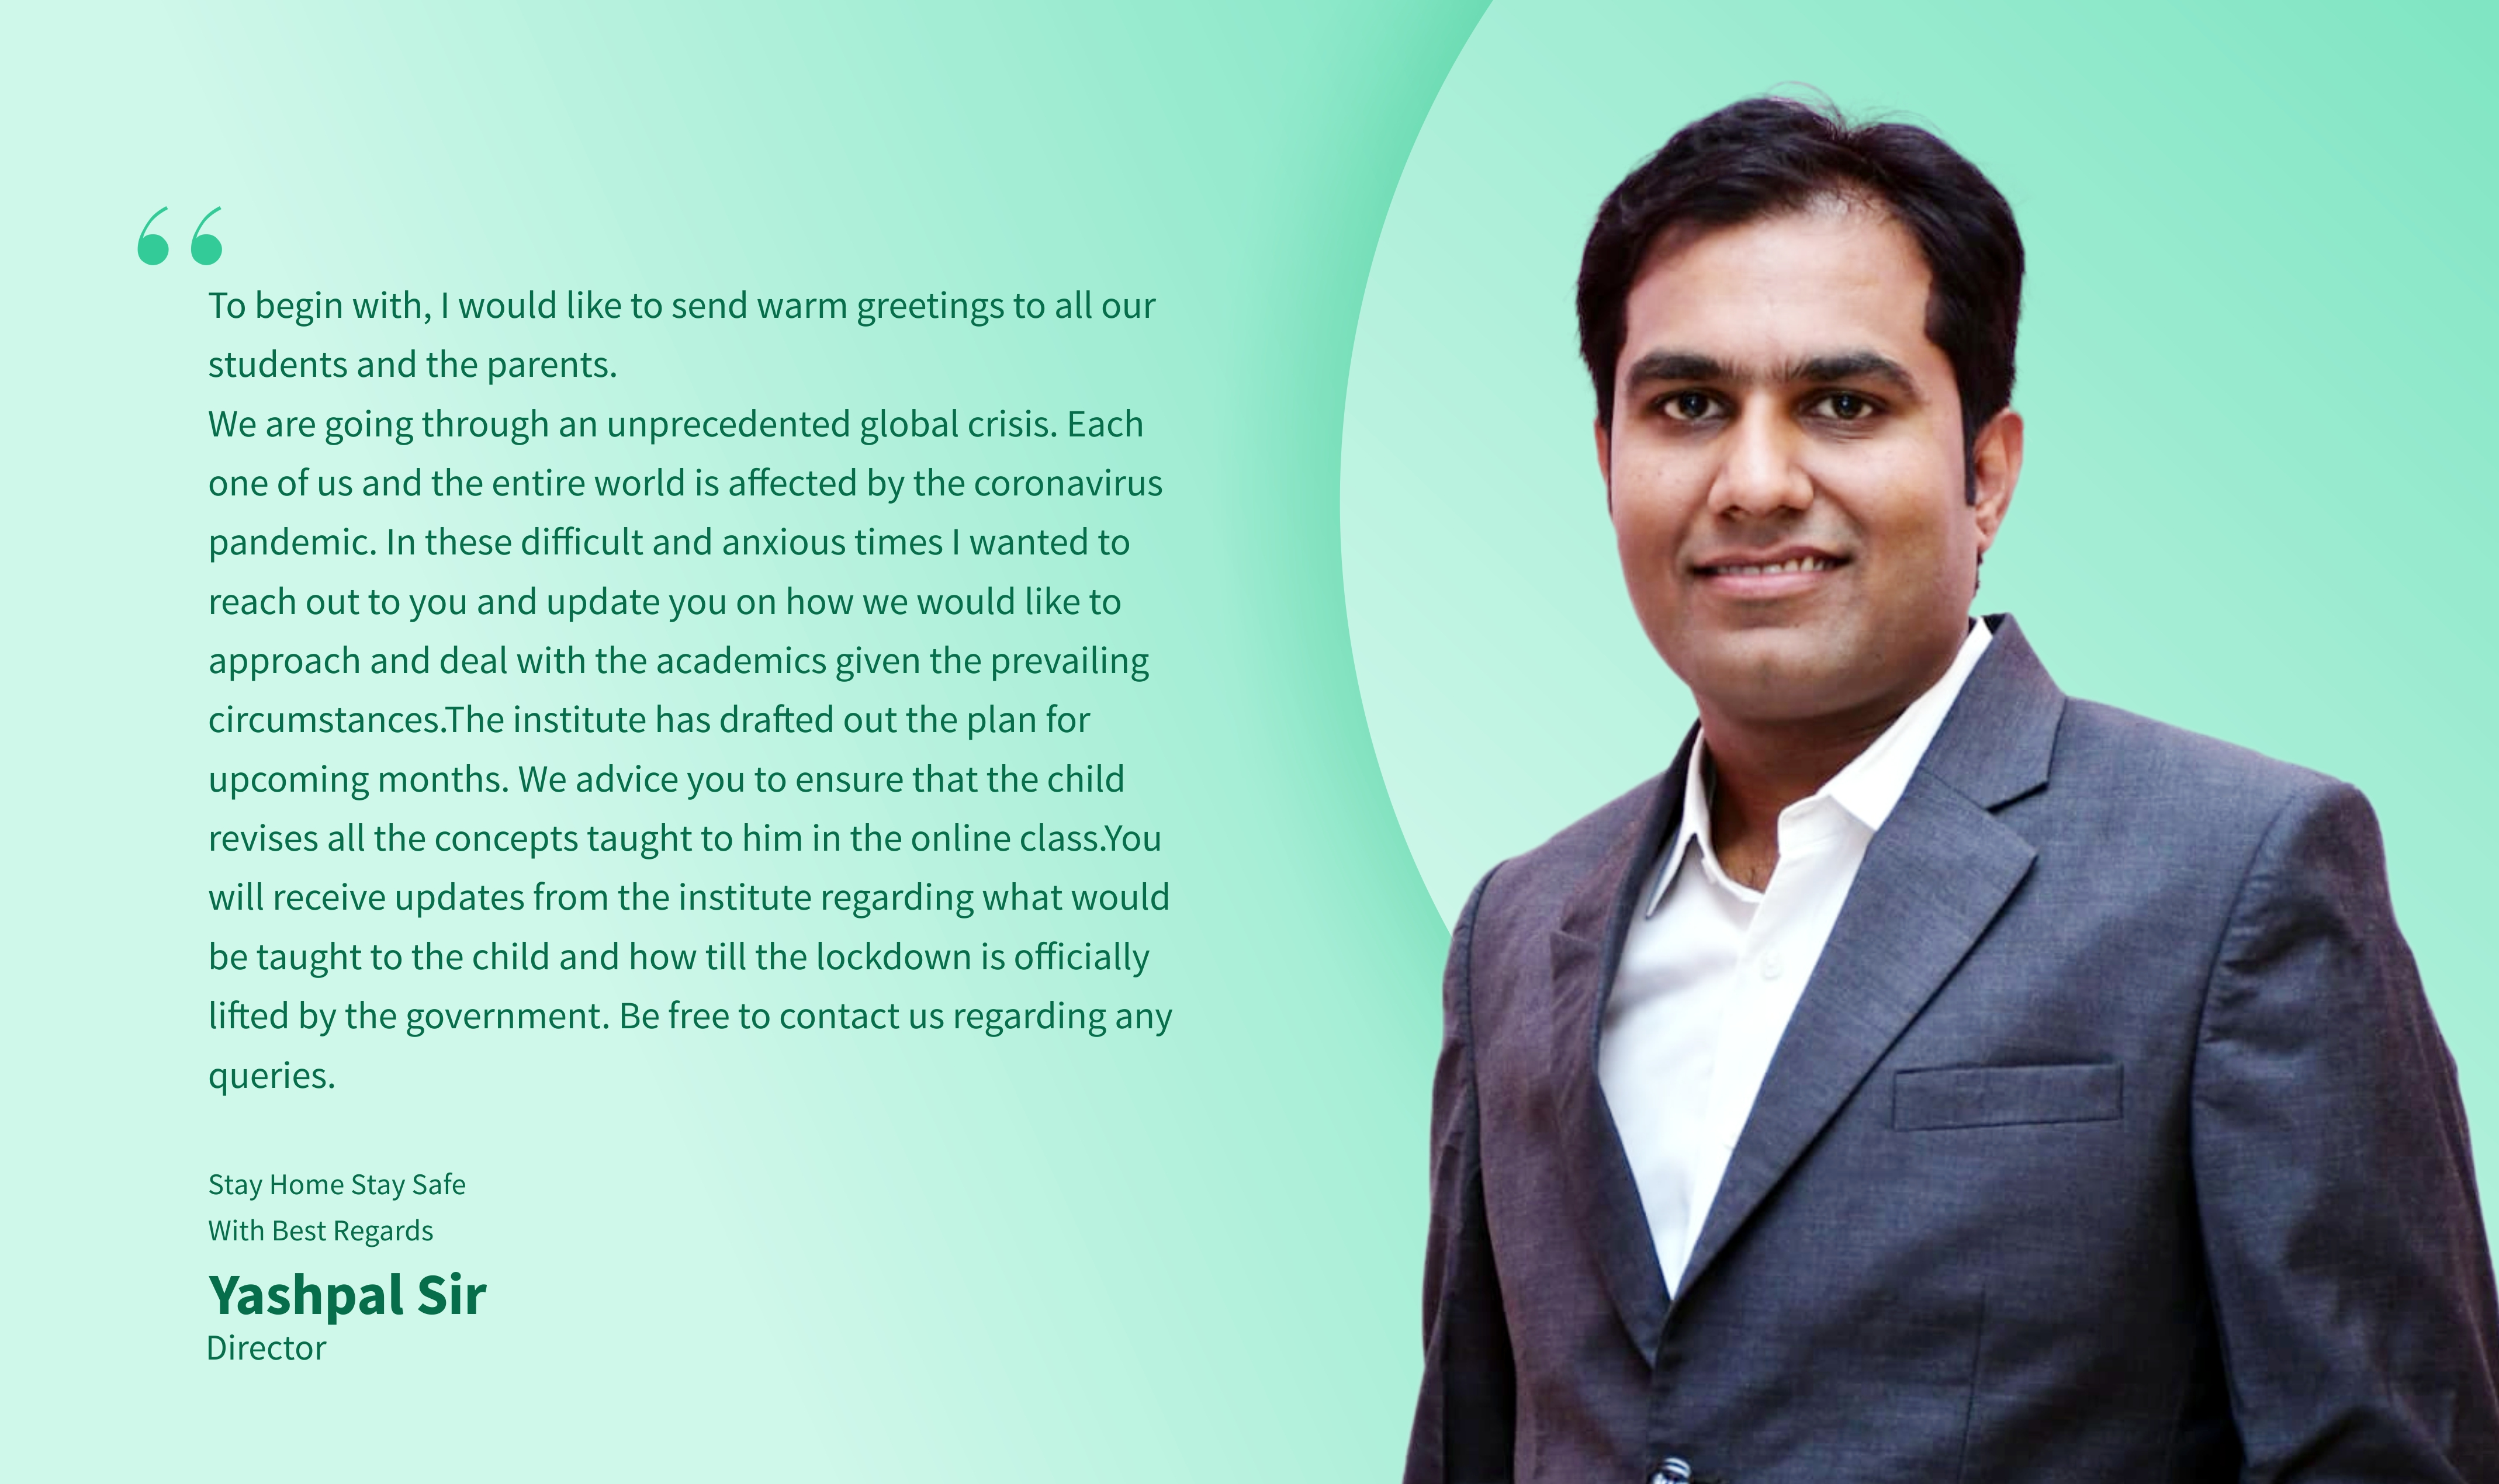 “
To begin with, I would like to send warm greetings to all our
students and the parents.
We are going through an unprecedented global crisis. Each
one of us and the entire world is affected by the coronavirus
pandemic. In these difficult and anxious times I wanted to
reach out to you and update you on how we would like to
approach and deal with the academics given the prevailing
circumstances.The institute has drafted out the plan for
upcoming months. We advice you to ensure that the child
revises all the concepts taught to him in the online class.You
will receive updates from the institute regarding what would
be taught to the child and how till the lockdown is officially
lifted by the government. Be free to contact us regarding any
queries.
Stay Home Stay Safe
With Best Regards
Yashpal Sir
Director